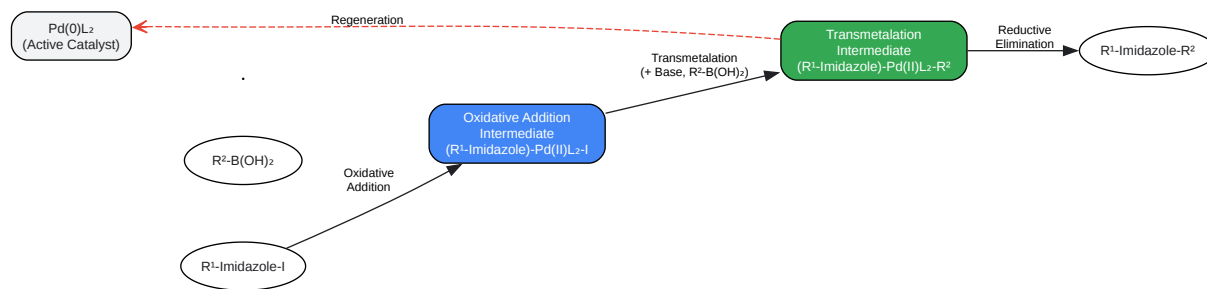 Pd(0)L₂
(Active Catalyst)
Regeneration
Transmetalation
Intermediate
(R¹-Imidazole)-Pd(II)L₂-R²
Reductive
Elimination
R¹-Imidazole-R²
Transmetalation
(+ Base, R²-B(OH)₂)
.
Oxidative Addition
Intermediate
(R¹-Imidazole)-Pd(II)L₂-I
R²-B(OH)₂
Oxidative
Addition
R¹-Imidazole-I